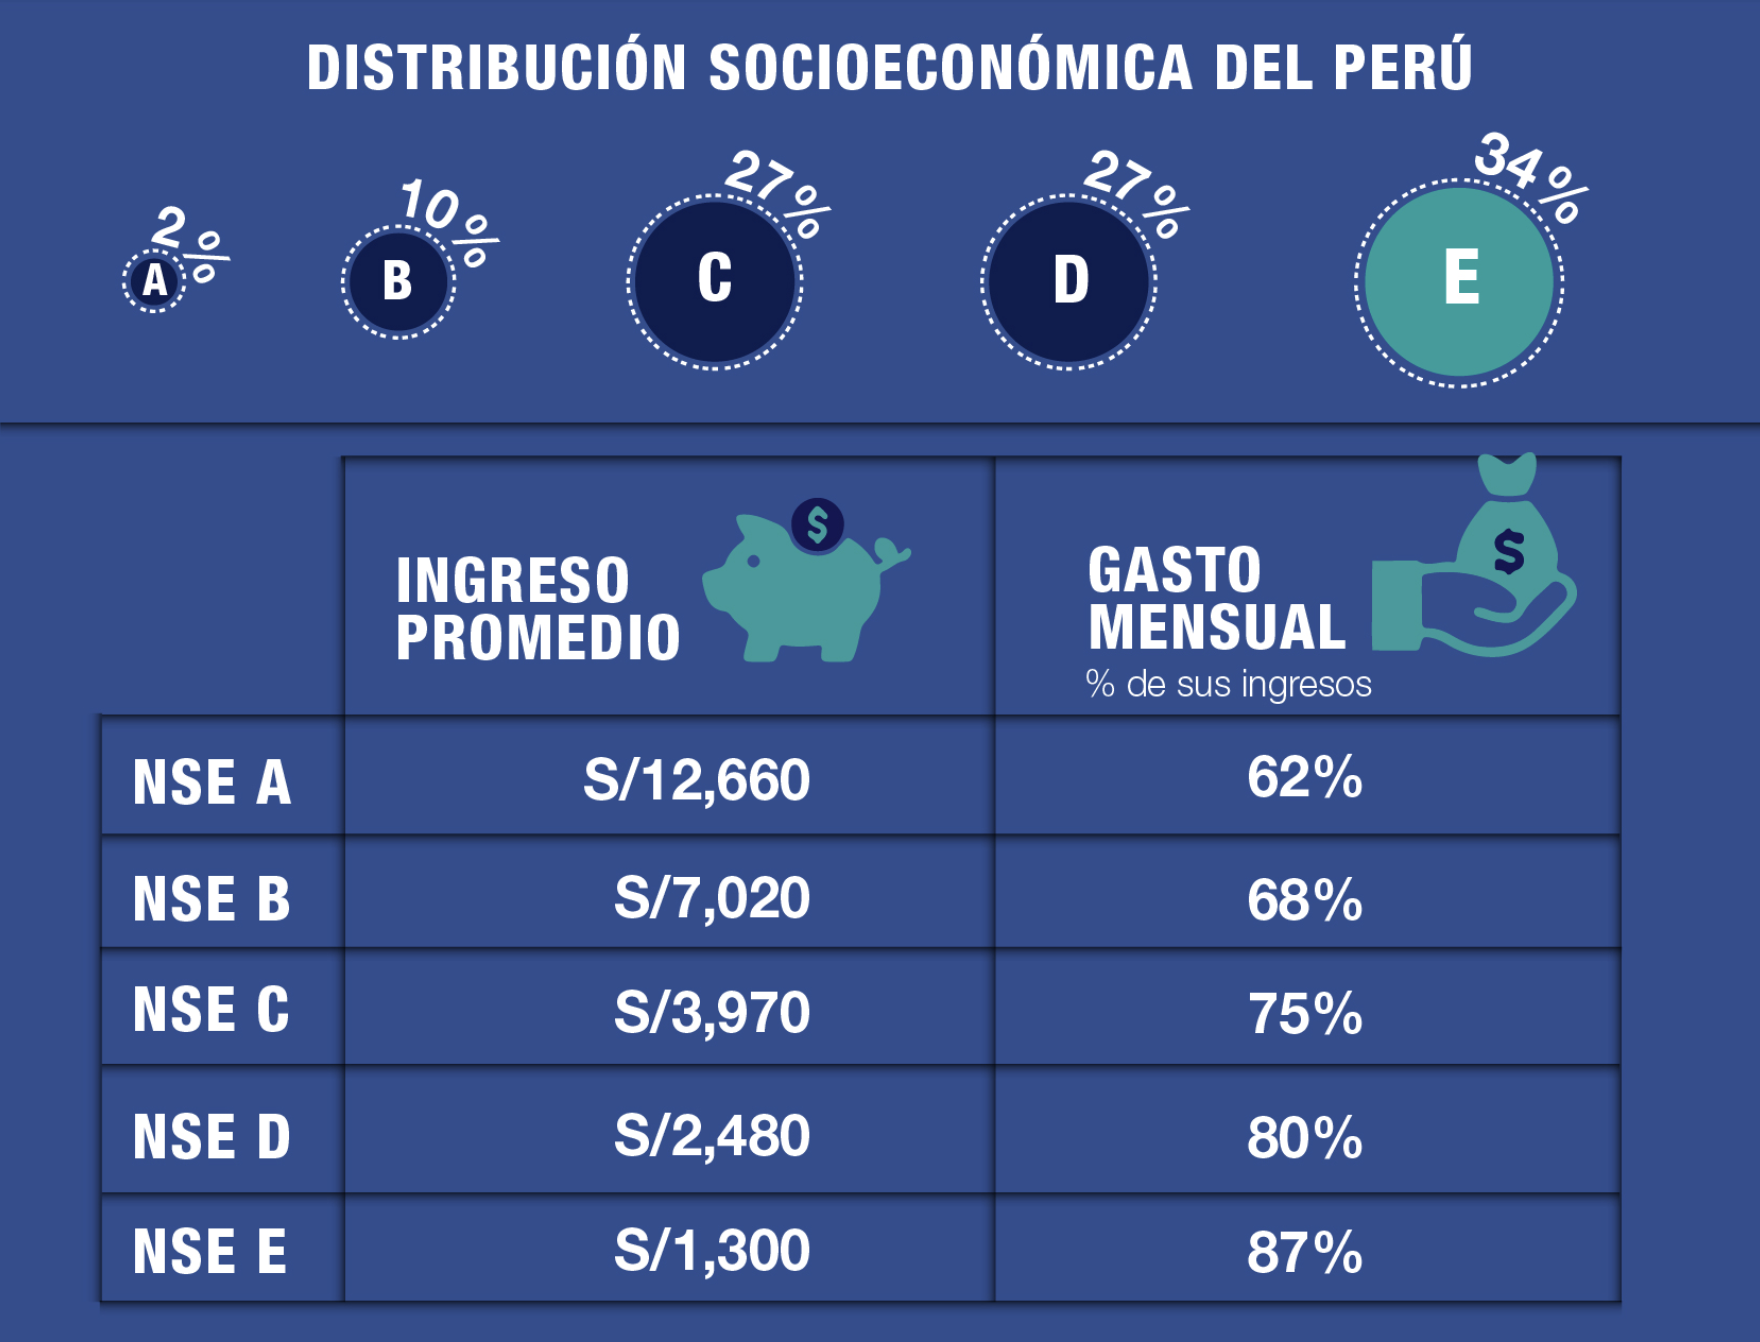 DISTRIBUCIÓN SOCIOECONÓMICA DEL PERÚ
2%
A
10%
B
27%
C
27%
D
34%
E
INGRESO
PROMEDIO
$
GASTO
MENSUAL
% de sus ingresos
$
NSE A S/12,660 62%
NSE B S/7,020 68%
NSE C S/3,970 75%
NSE D S/2,480 80%
NSE E S/1,300 87%